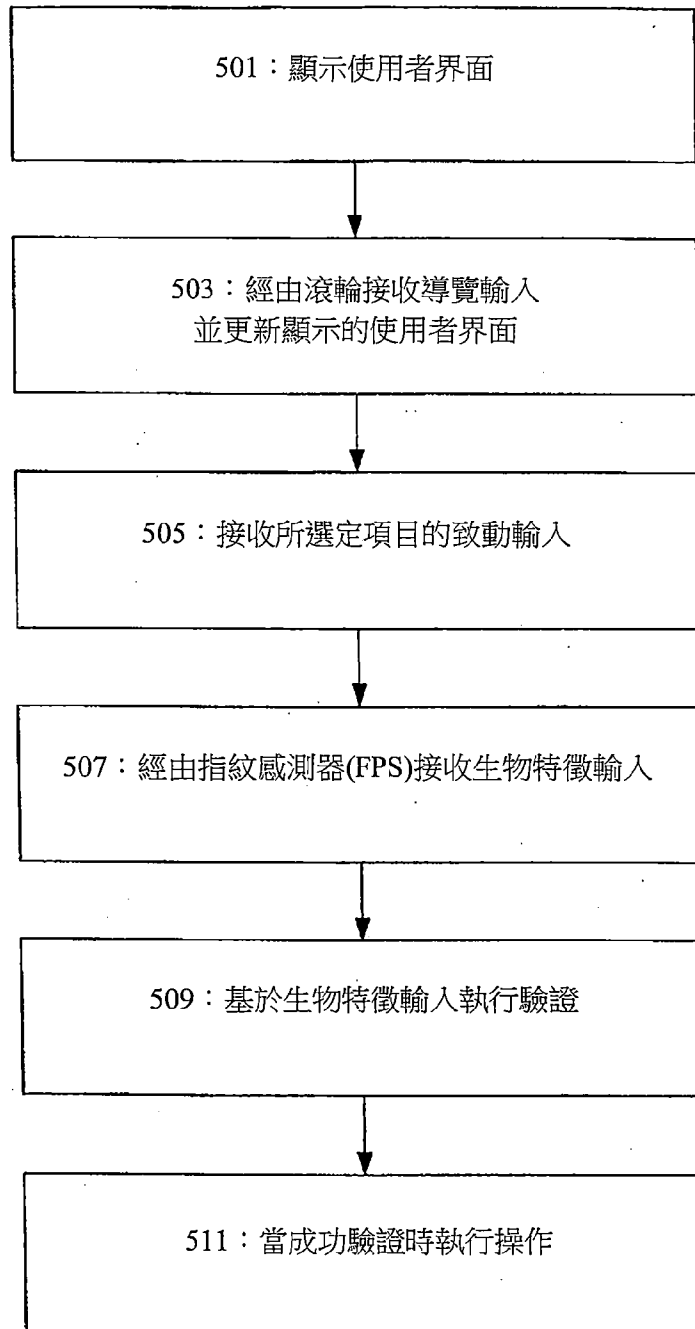 501：顯示使用者界面
503：經由滾輪接收導覽輸入
並更新顯示的使用者界面
505：接收所選定項目的致動輸入
507：經由指紋感測器(FPS)接收生物特徵輸入
509：基於生物特徵輸入執行驗證
511：當成功驗證時執行操作